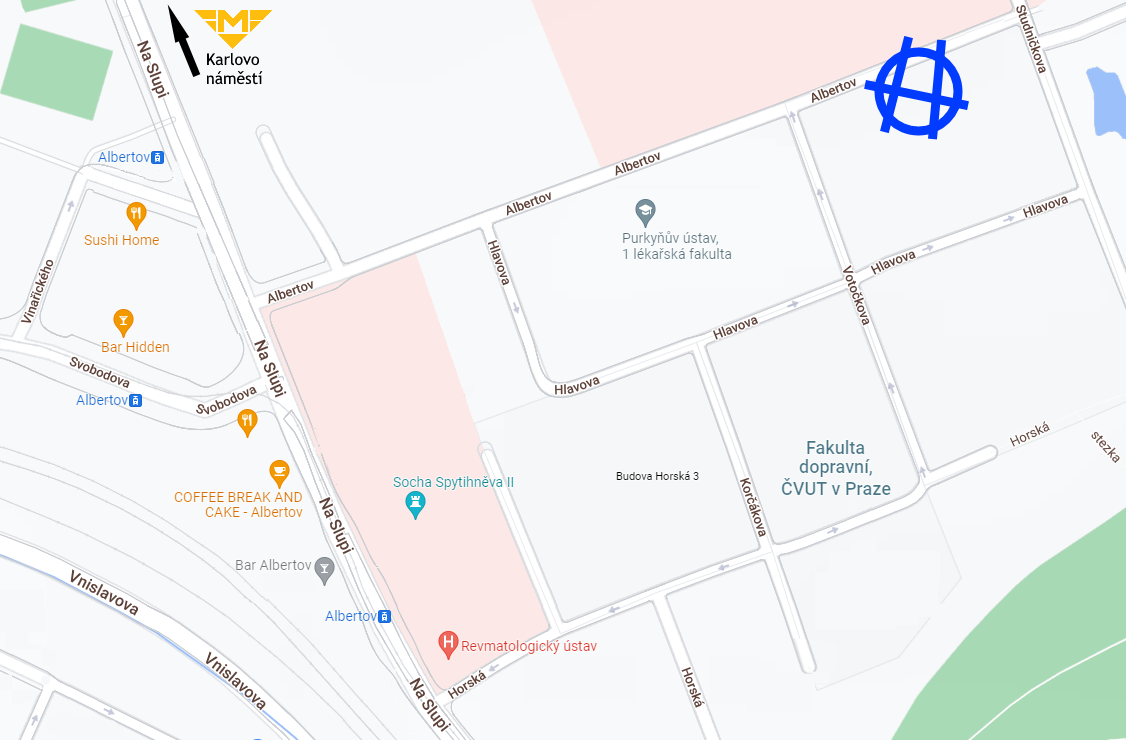 Studničkova
Na Slupi
M
Karlovo
náměstí
Albertov
Albertov
Albertov
Sushi Home
Albertov
Hlavova
Purkyňův ústav,
1 lékařská fakulta
Hlavova
Hlavova
Vinařického
Albertov
Votočkova
Hlavova
Bar Hidden
Na Slupi
Svobodova
Hlavova
Albertov
Svobodova
Horská
stezka
Fakulta
dopravní,
ČVUT v Praze
Budova Horská 3
Socha Spytihněva II
Korčákova
COFFEE BREAK AND
CAKE - Albertov
Na Slupi
Bar Albertov
Vnislavova
Albertov
H
Revmatologický ústav
Vnislavova
Horská
Horská
Na Slupi